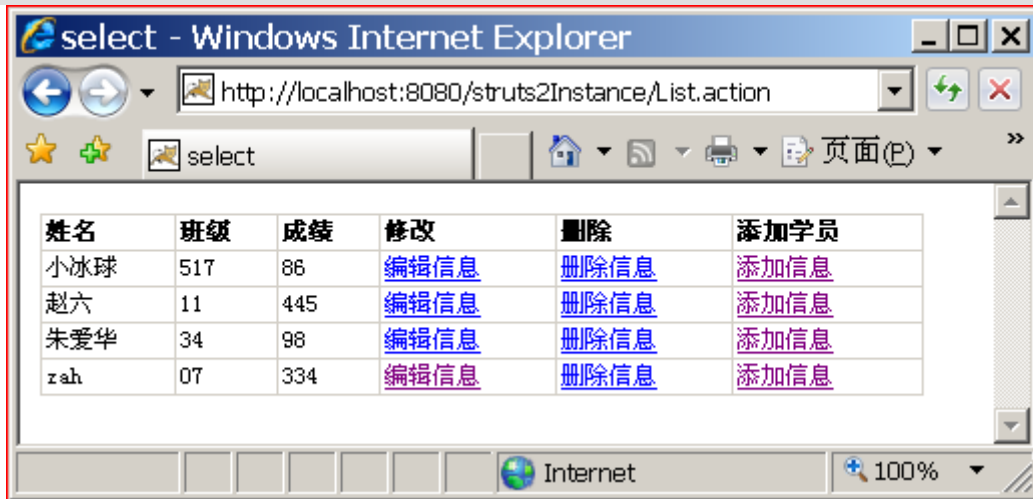 select - Windows Internet Explorer
http://localhost:8080/struts2Instance/List.action
select 页面(P) »
姓名 班级 成绩 修改 删除 添加学员
小冰球 517 86 编辑信息 删除信息 添加信息
赵六 11 445 编辑信息 删除信息 添加信息
朱爱华 34 98 编辑信息 删除信息 添加信息
zah 07 334 编辑信息 删除信息 添加信息
Internet 100%